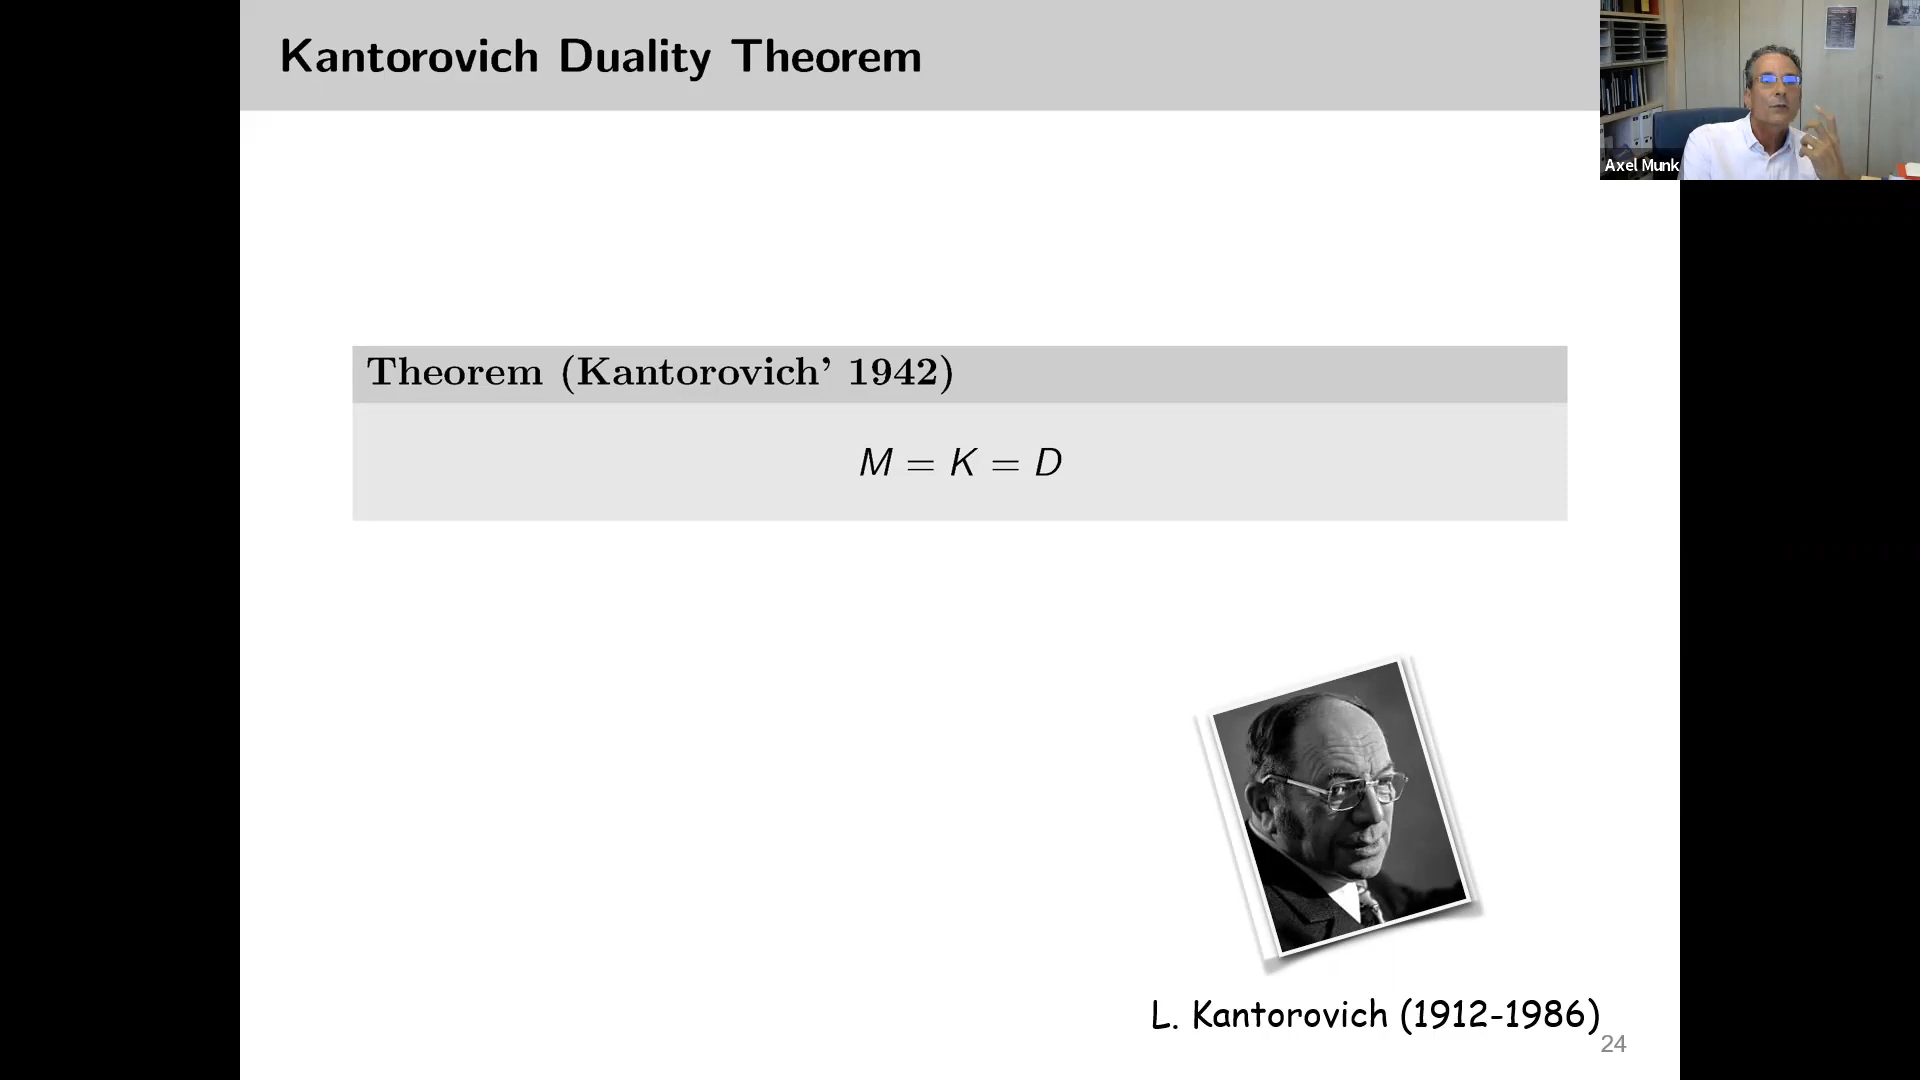 Kantorovich Duality Theorem
Axel Munk
Theorem (Kantorovich’ 1942)
M = K = D
L. Kantorovich (1912-1986)
24